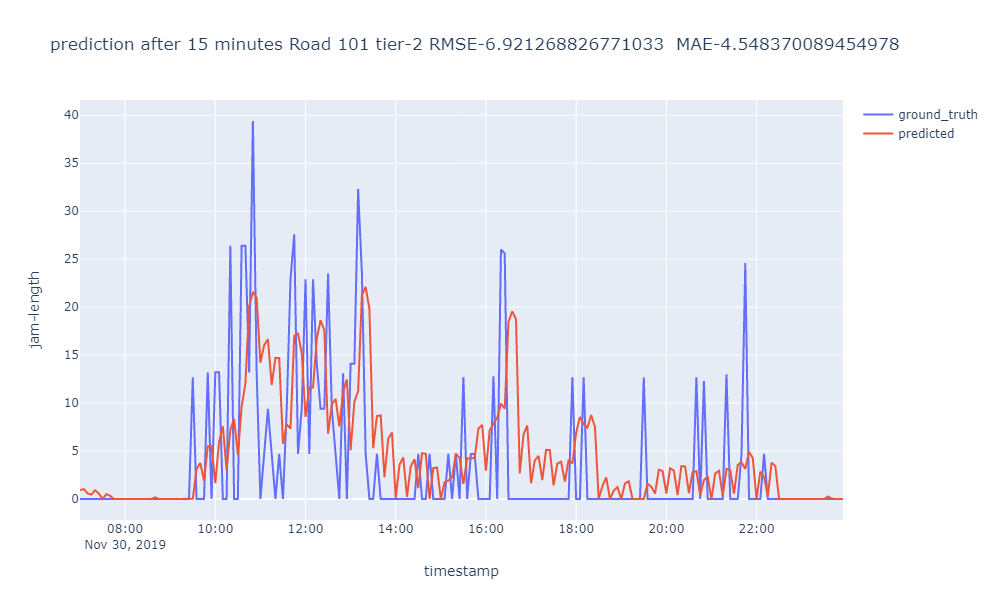 prediction after 15 minutes Road 101 tier-2 RMSE-6.921268826771033  MAE-4.548370089454978
ground_truth
predicted
jam-length
40
35
30
25
20
15
10
5
0
08:00 10:00 12:00 14:00 16:00 18:00 20:00 22:00
Nov 30, 2019
timestamp